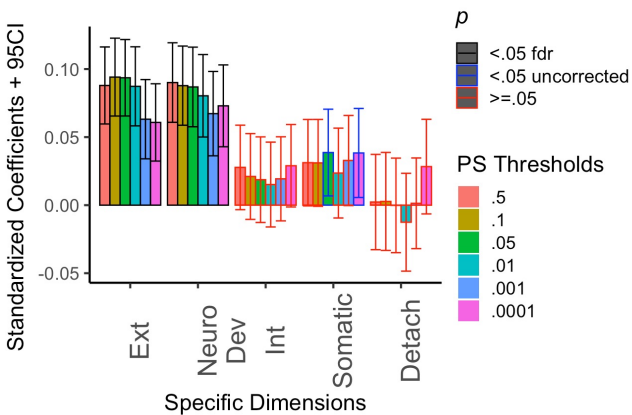 Standardized Coefficients + 95CI
0.10
0.05
0.00
-0.05
Ext
Neuro
Dev
Int
Somatic
Detach
Specific Dimensions
p
<.05 fdr
<.05 uncorrected
>=.05
PS Thresholds
.5
.1
.05
.01
.001
.0001